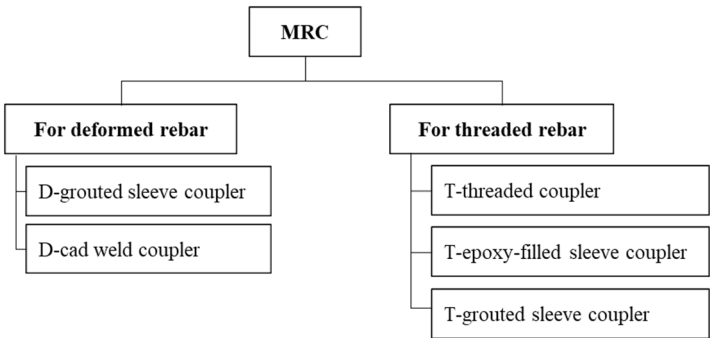 MRC
For deformed rebar
D-grouted sleeve coupler
D-cad weld coupler
For threaded rebar
T-threaded coupler
T-epoxy-filled sleeve coupler
T-grouted sleeve coupler